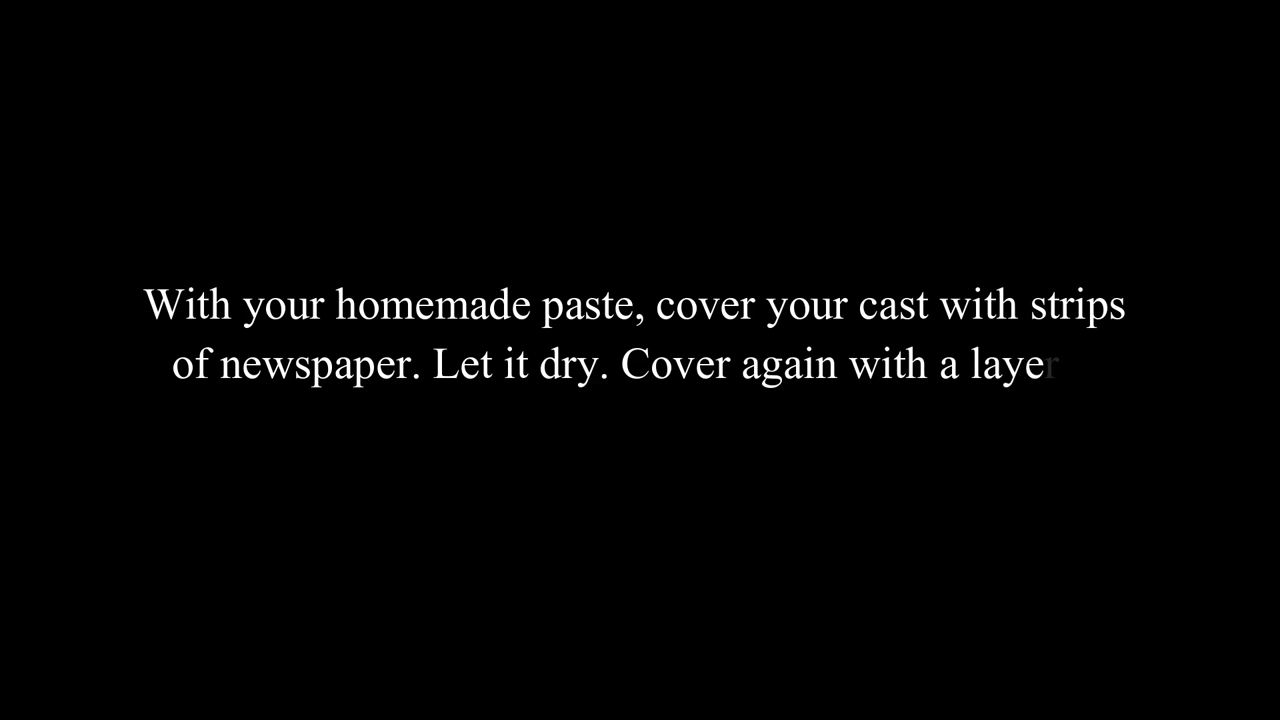 With your homemade paste, cover your cast with strips
of newspaper. Let it dry. Cover again with a layer